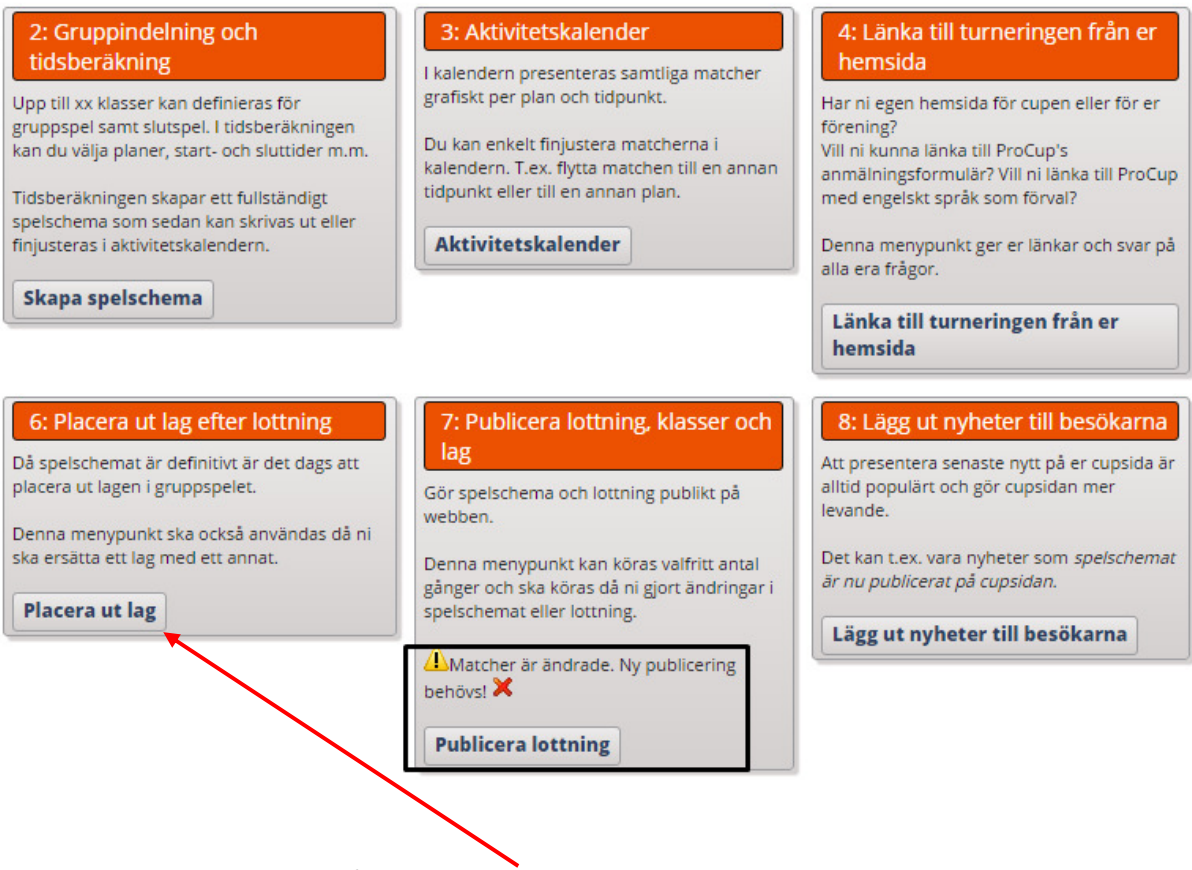 2: Gruppindelning och
tidsberäkning
Upp till xx klasser kan definieras för
gruppspel samt slutspel. I tidsberäkningen
kan du välja planer, start- och sluttider m.m.
Tidsberäkningen skapar ett fullständigt
spelschema som sedan kan skrivas ut eller
finjusteras i aktivitetskalendern.
Skapa spelschema
3: Aktivitetskalender
I kalendern presenteras samtliga matcher
grafiskt per plan och tidpunkt.
Du kan enkelt finjustera matcherna i
kalendern. T.ex. flytta matchen till en annan
tidpunkt eller till en annan plan.
Aktivitetskalender
4: Länka till turneringen från er
hemsida
Har ni egen hemsida för cupen eller för er
förening?
Vill ni kunna länka till ProCup's
anmälningsformulär? Vill ni länka till ProCup
med engelskt språk som förval?
Denna menypunkt ger er länkar och svar på
alla era frågor.
Länka till turneringen från er
hemsida
6: Placera ut lag efter lottning
Då spelschemat är definitivt är det dags att
placera ut lagen i gruppspelet.
Denna menypunkt ska också användas då ni
ska ersätta ett lag med ett annat.
Placera ut lag
7: Publicera lottning, klasser och
lag
Gör spelschema och lottning publikt på
webben.
Denna menypunkt kan köras valfritt antal
gånger och ska köras då ni gjort ändringar i
spelschemat eller lottning.
Matcher är ändrade. Ny publicering
behövs!
Publicera lottning
8: Lägg ut nyheter till besökarna
Att presentera senaste nytt på er cupsida är
alltid populärt och gör cupsidan mer
levande.
Det kan t.ex. vara nyheter som spelschemat
är nu publicerat på cupsidan.
Lägg ut nyheter till besökarna